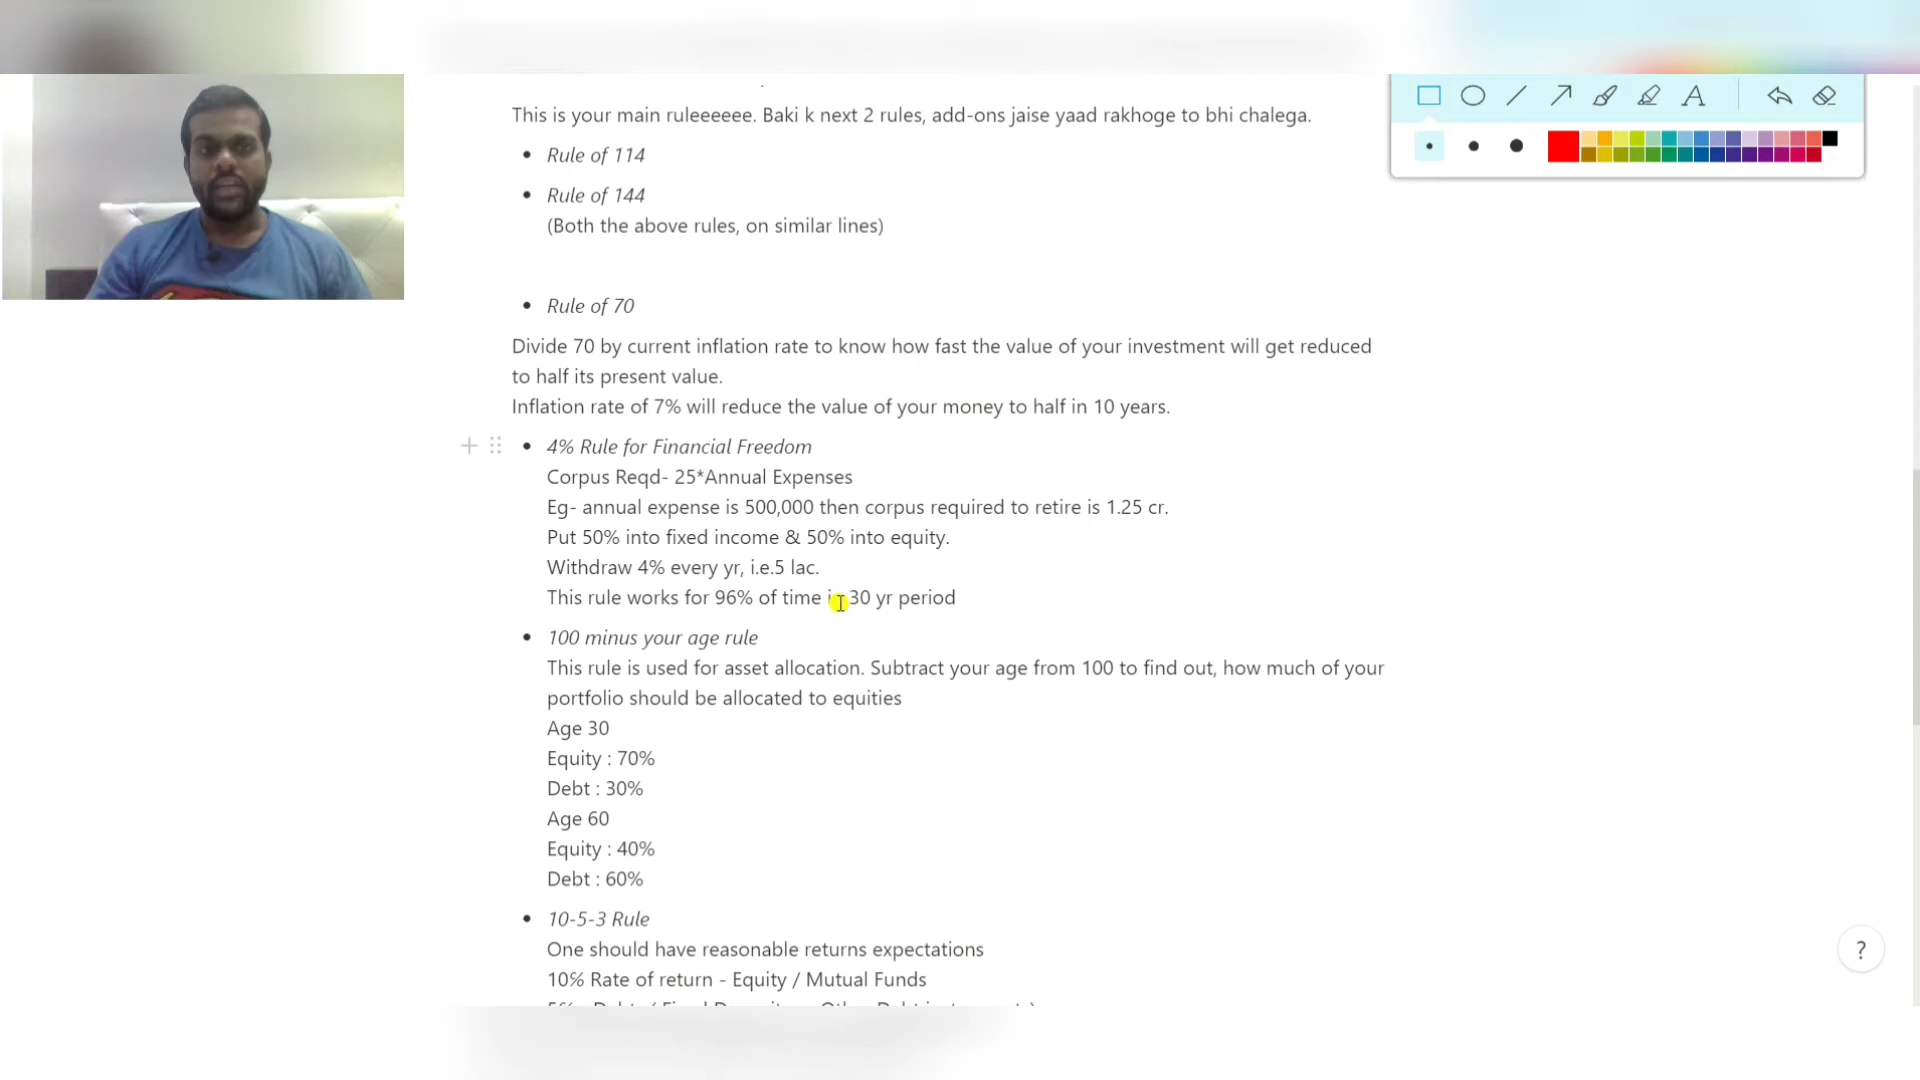 This is your main ruleeeeee. Baki k next 2 rules, add-ons jaise yaad rakhoge to bhi chalega.
• Rule of 114
• Rule of 144
(Both the above rules, on similar lines)
• Rule of 70
Divide 70 by current inflation rate to know how fast the value of your investment will get reduced
to half its present value.
Inflation rate of 7% will reduce the value of your money to half in 10 years.
• 4% Rule for Financial Freedom
Corpus Reqd- 25*Annual Expenses
Eg- annual expense is 500,000 then corpus required to retire is 1.25 cr.
Put 50% into fixed income & 50% into equity.
Withdraw 4% every yr, i.e.5 lac.
This rule works for 96% of time in 30 yr period
• 100 minus your age rule
This rule is used for asset allocation. Subtract your age from 100 to find out, how much of your
portfolio should be allocated to equities
Age 30
Equity : 70%
Debt : 30%
Age 60
Equity : 40%
Debt : 60%
• 10-5-3 Rule
One should have reasonable returns expectations
10% Rate of return - Equity / Mutual Funds
A
?